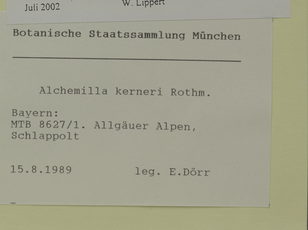 Juli 2002 W. Lippert
Botanische Staatssammlung München
Alchemilla kerneri Rothm.
Bayern:
MTB 8627/1. Allgäuer Alpen,
Schlappolt
15.8.1989 leg. E.Dörr